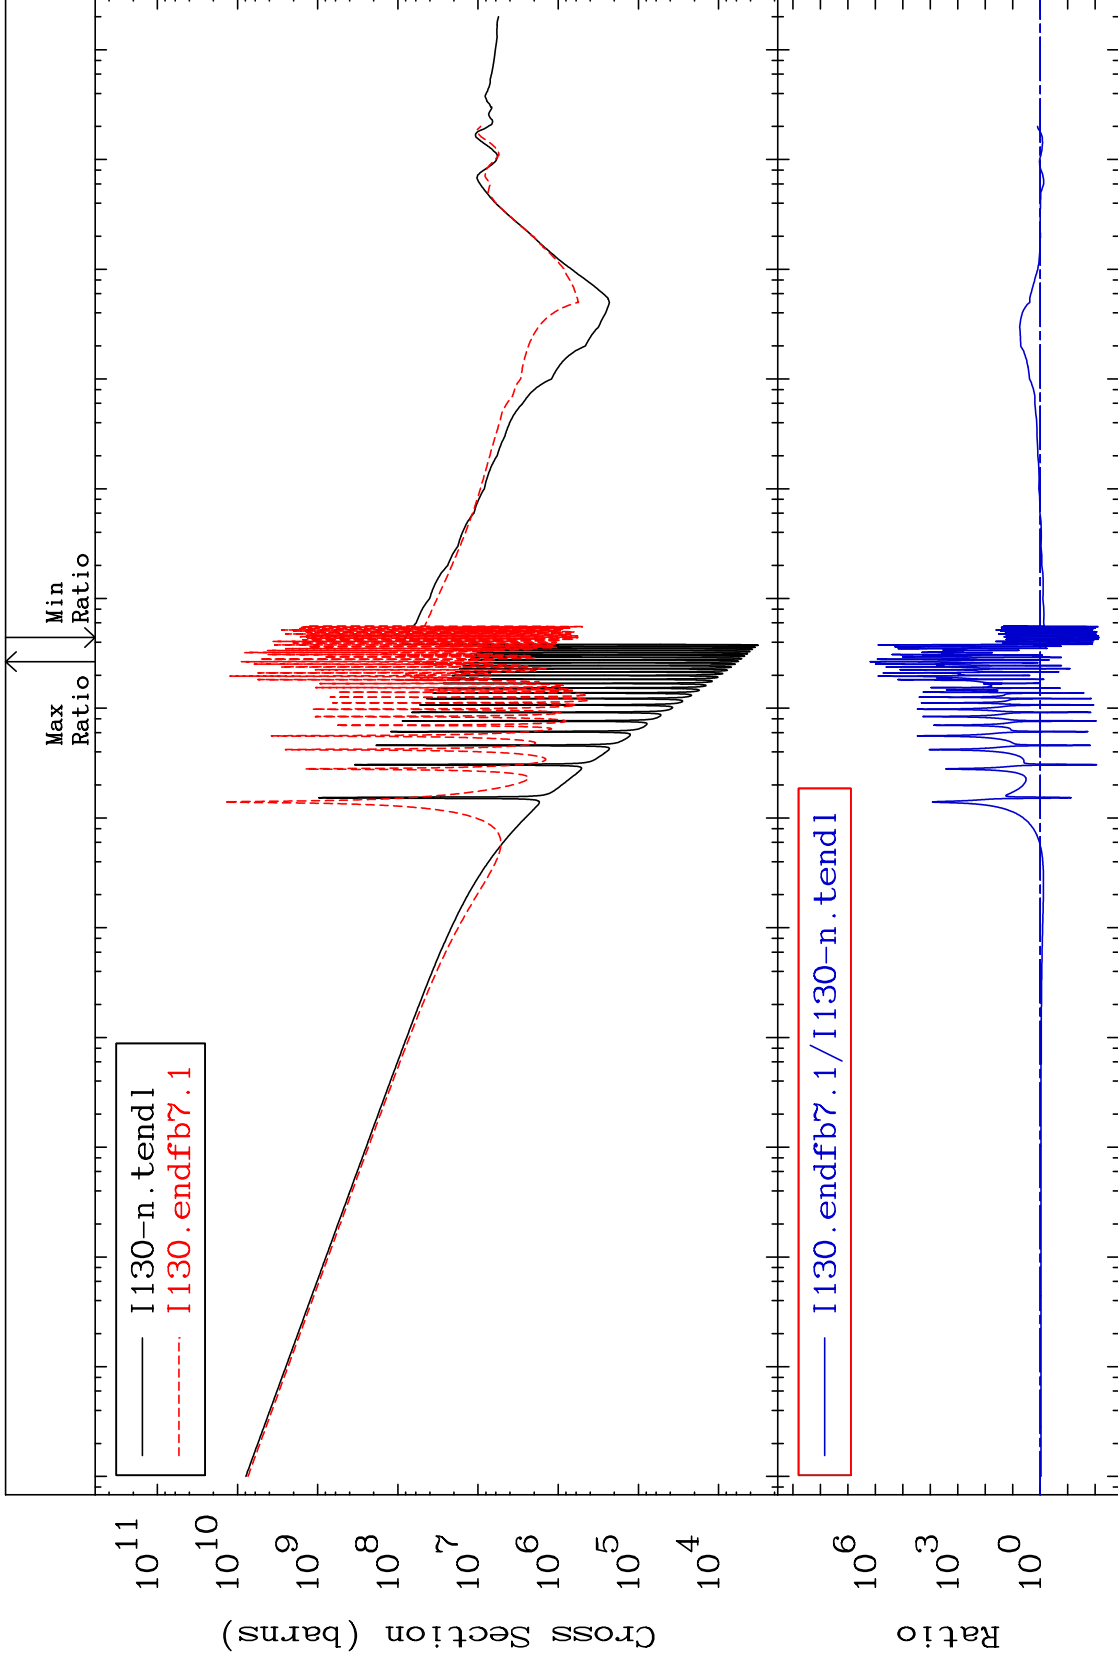 Max
Ratio
Min
Ratio
I130-n.tendl
I130.endfb7.1
10^11
10^10
10^9
10^8
10^7
10^6
10^5
10^4
Cross Section (barns)
I130.endfb7.1/I130-n.tendl
10^6
10^3
10^0
Ratio